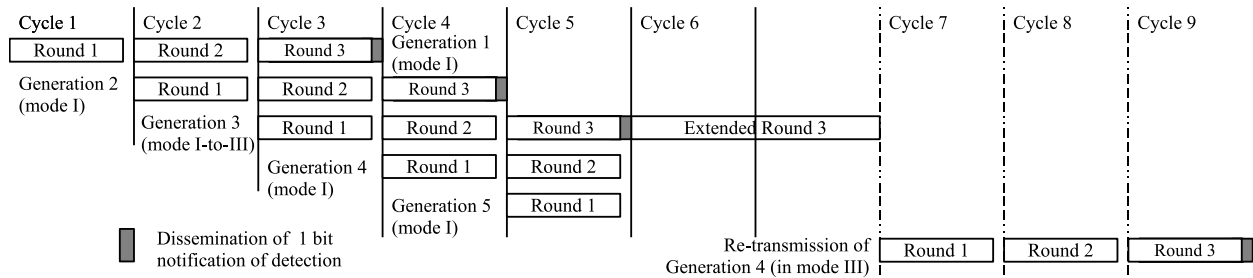 Cycle 1 Cycle 2 Cycle 3 Cycle 4 Cycle 5 Cycle 6 Cycle 7 Cycle 8 Cycle 9
Round 1 Round 2 Round 3 Generation 1
(mode I)
Generation 2 Round 1 Round 2 Round 3
(mode I)
Generation 3 Round 1 Round 2 Round 3 Extended Round 3
(mode I-to-III)
Generation 4 Round 1 Round 2
(mode I)
Generation 5 Round 1
(mode I)
Dissemination of 1 bit
notification of detection
Re-transmission of Round 1 Round 2 Round 3
Generation 4 (in mode III)